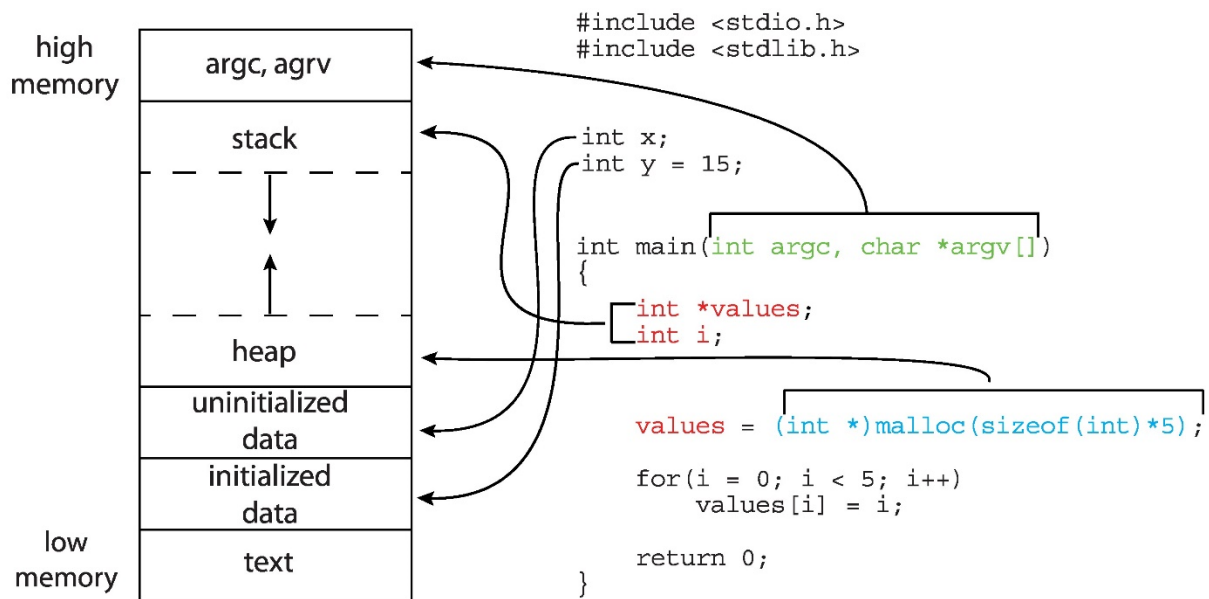 high
memory
argc, agrv
stack
heap
uninitialized
data
initialized
data
text
low
memory
#include <stdio.h>
#include <stdlib.h>
int x;
int y = 15;
int main(int argc, char *argv[])
{
int *values;
int i;
values = (int *)malloc(sizeof(int)*5);
for(i = 0; i < 5; i++)
values[i] = i;
return 0;
}